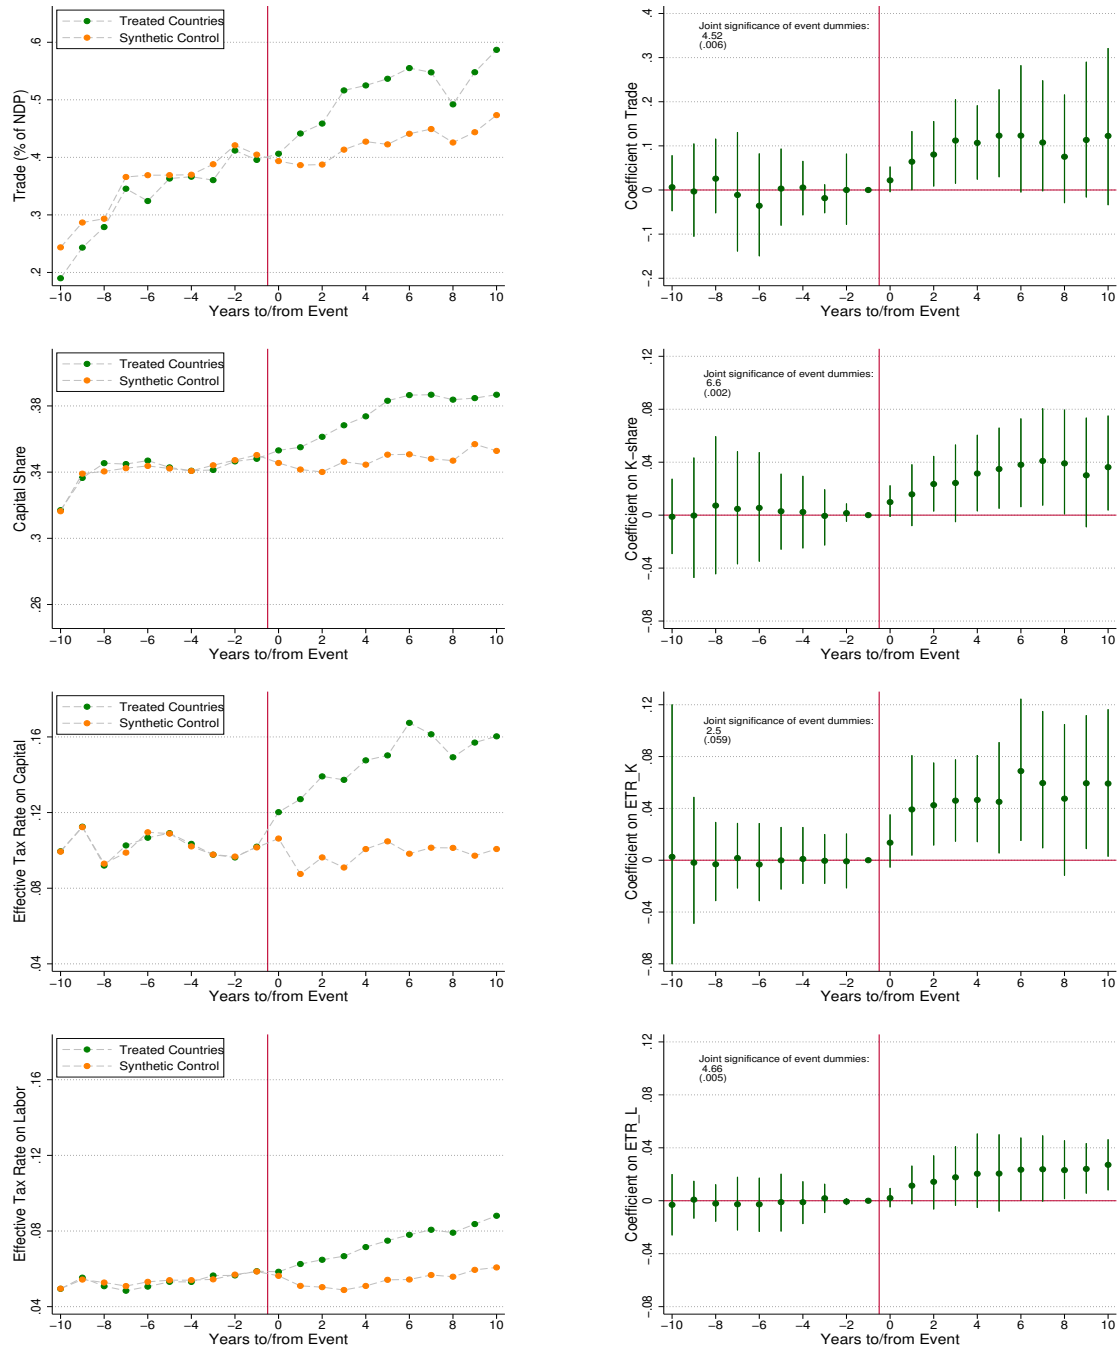 Treated Countries
Synthetic Control
Trade (% of NDP)
.6
.5
.4
.3
.2
−10 −8 −6 −4 −2 0 2 4 6 8 10
Years to/from Event
Joint significance of event dummies:
4.52
(.006)
Coefficient on Trade
.4
.3
.2
.1
0
−.1
−.2
−10 −8 −6 −4 −2 0 2 4 6 8 10
Years to/from Event
Treated Countries
Synthetic Control
Capital Share
.38
.34
.3
.26
−10 −8 −6 −4 −2 0 2 4 6 8 10
Years to/from Event
Joint significance of event dummies:
6.6
(.002)
Coefficient on K−share
.12
.08
.04
0
−.04
−.08
−10 −8 −6 −4 −2 0 2 4 6 8 10
Years to/from Event
Treated Countries
Synthetic Control
Effective Tax Rate on Capital
.16
.12
.08
.04
−10 −8 −6 −4 −2 0 2 4 6 8 10
Years to/from Event
Joint significance of event dummies:
2.5
(.059)
Coefficient on ETR_K
.12
.08
.04
0
−.04
−.08
−10 −8 −6 −4 −2 0 2 4 6 8 10
Years to/from Event
Treated Countries
Synthetic Control
Effective Tax Rate on Labor
.16
.12
.08
.04
−10 −8 −6 −4 −2 0 2 4 6 8 10
Years to/from Event
Joint significance of event dummies:
4.66
(.005)
Coefficient on ETR_L
.12
.08
.04
0
−.04
−.08
−10 −8 −6 −4 −2 0 2 4 6 8 10
Years to/from Event